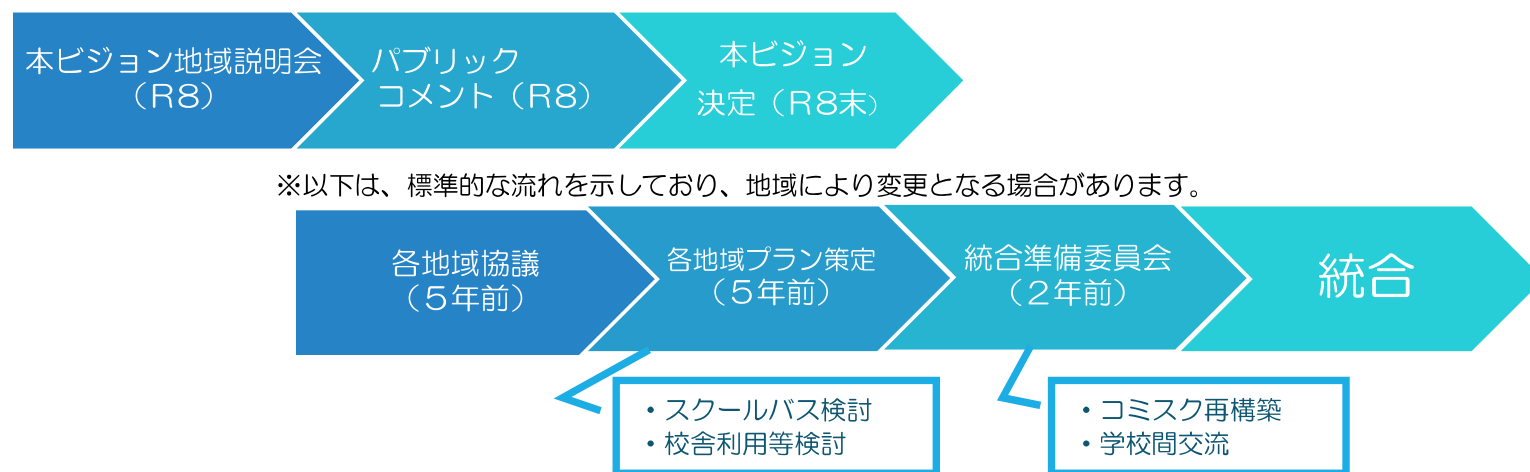 本ビジョン地域説明会
（R8）
パブリック
コメント（R8）
本ビジョン
決定（R8末）
※以下は、標準的な流れを示しており、地域により変更となる場合があります。
各地域協議
（５年前）
各地域プラン策定
（５年前）
統合準備委員会
（２年前）
統合
・スクールバス検討
・校舎利用等検討
・コミスク再構築
・学校間交流